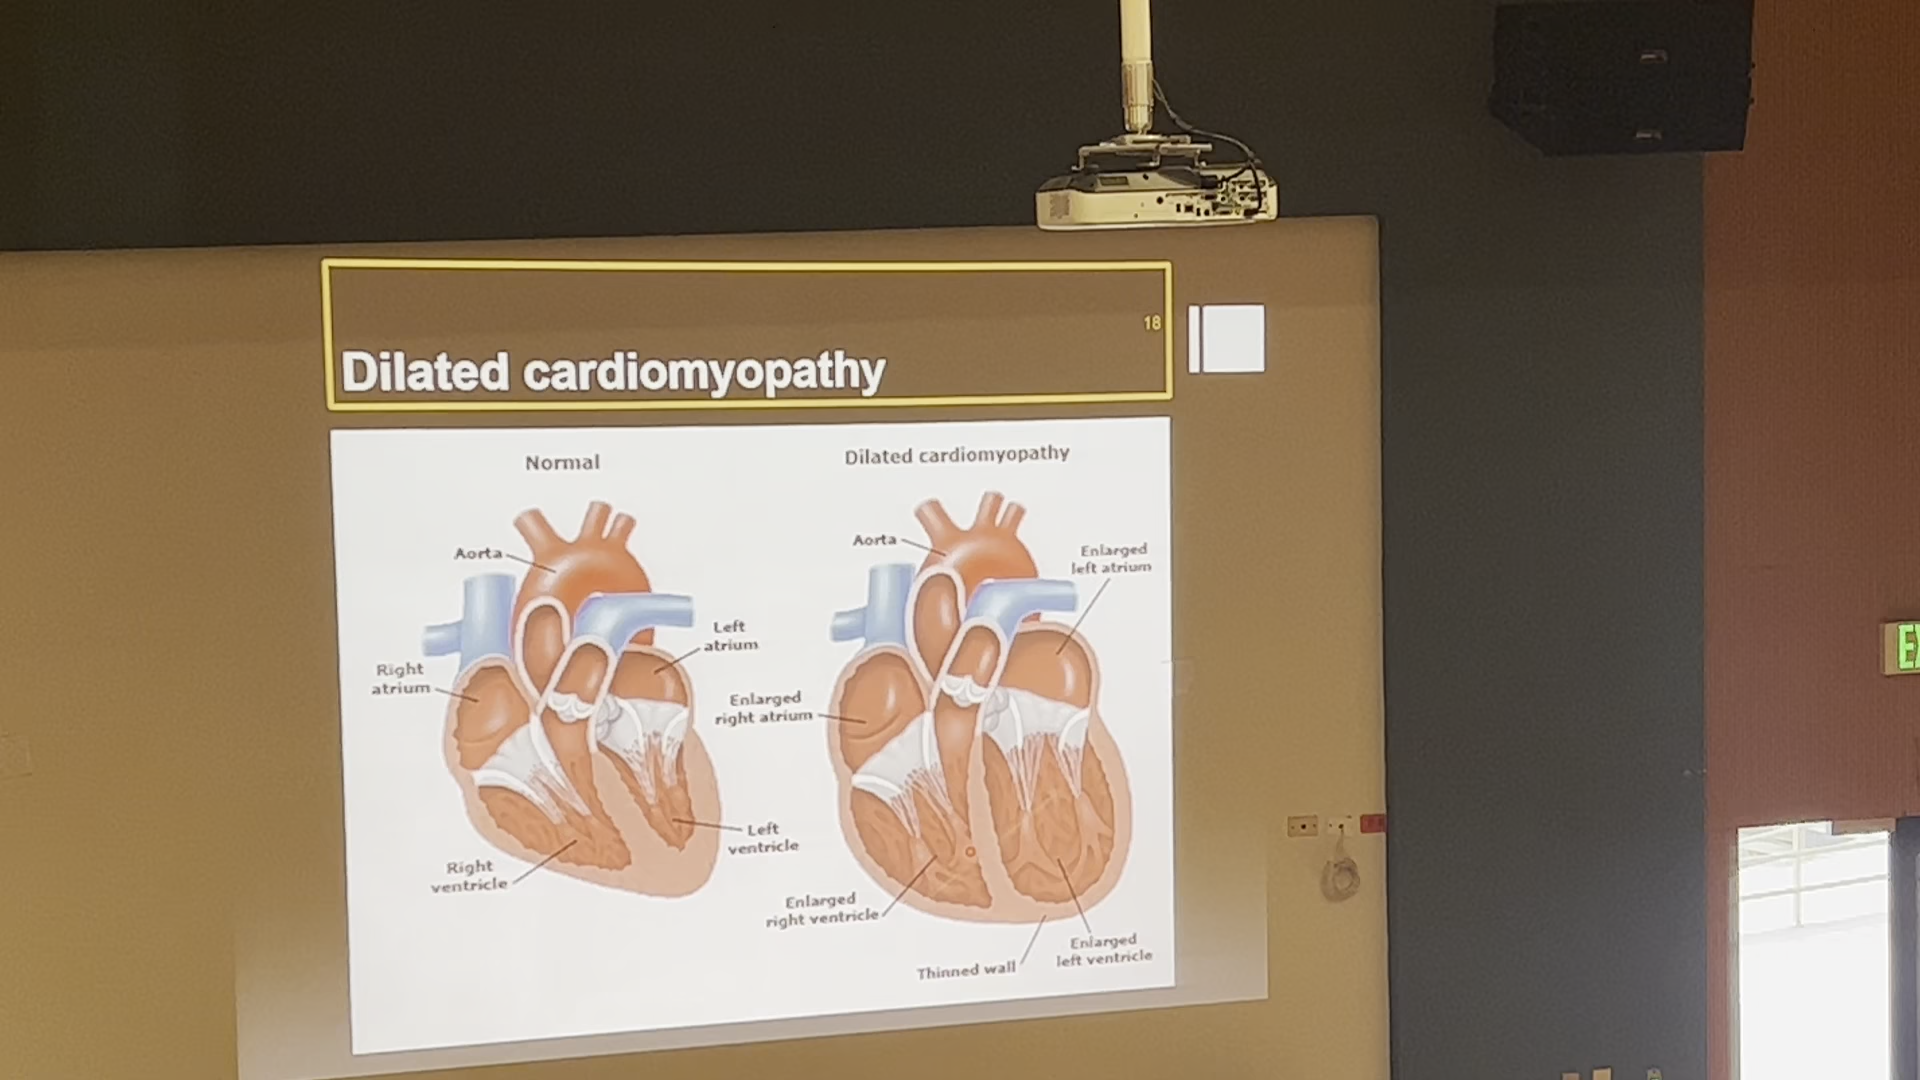 18
Dilated cardiomyopathy
Normal
Dilated cardiomyopathy
Aorta
Right
atrium
Left
atrium
Left
ventricle
Right
ventricle
Aorta
Enlarged
left atrium
Enlarged
right atrium
Enlarged
right ventricle
Thinned wall
Enlarged
left ventricle